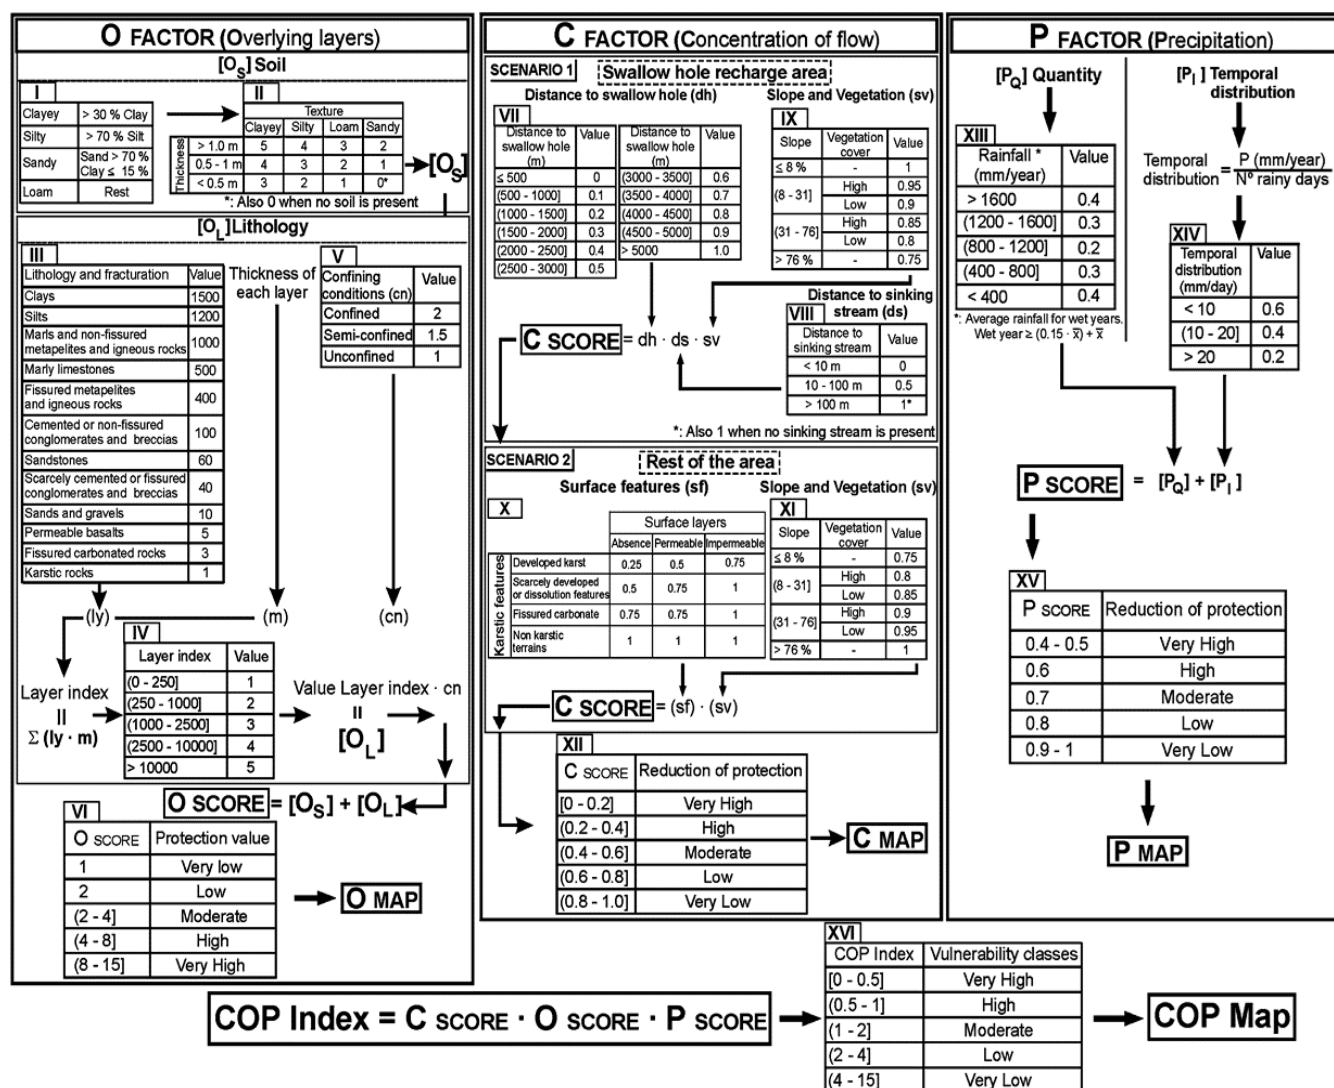 O FACTOR (Overlying layers)
[OS] Soil
I
Clayey > 30 % Clay
Silty > 70 % Silt
Sandy Sand > 70 % Clay ≤ 15 %
Loam Rest
II
Texture
Clayey Silty Loam Sandy
Thickness
> 1.0 m 5 4 3 2
0.5 - 1 m 4 3 2 1
< 0.5 m 3 2 1 0*
[OS]
*: Also 0 when no soil is present
[OL] Lithology
III
Lithology and fracturation Value
Clays 1500
Silts 1200
Marls and non-fissured metapelites and igneous rocks 1000
Marly limestones 500
Fissured metapelites and igneous rocks 400
Cemented or non-fissured conglomerates and breccias 100
Sandstones 60
Scarcely cemented or fissured conglomerates and breccias 40
Sands and gravels 10
Permeable basalts 5
Fissured carbonated rocks 3
Karstic rocks 1
Thickness of
each layer
V
Confining conditions (cn) Value
Confined 2
Semi-confined 1.5
Unconfined 1
(ly) (m) (cn)
IV
Layer index Value
(0 - 250] 1
(250 - 1000] 2
(1000 - 2500] 3
(2500 - 10000] 4
> 10000 5
Layer index
=
Σ (ly · m)
Value Layer index · cn
=
[OL]
O SCORE = [OS] + [OL]
VI
O SCORE Protection value
1 Very low
2 Low
(2 - 4] Moderate
(4 - 8] High
(8 - 15] Very High
O MAP
C FACTOR (Concentration of flow)
SCENARIO 1 Swallow hole recharge area
Distance to swallow hole (dh)
VII
Distance to swallow hole (m) Value Distance to swallow hole (m) Value
≤ 500 0 (3000 - 3500] 0.6
(500 - 1000] 0.1 (3500 - 4000] 0.7
(1000 - 1500] 0.2 (4000 - 4500] 0.8
(1500 - 2000] 0.3 (4500 - 5000] 0.9
(2000 - 2500] 0.4 > 5000 1.0
(2500 - 3000] 0.5
Slope and Vegetation (sv)
IX
Slope Vegetation cover Value
≤ 8 % - 1
(8 - 31] High 0.95
Low 0.9
(31 - 76] High 0.85
Low 0.8
> 76 % - 0.75
Distance to sinking
stream (ds)
VIII
Distance to sinking stream Value
< 10 m 0
10 - 100 m 0.5
> 100 m 1*
C SCORE = dh · ds · sv
*: Also 1 when no sinking stream is present
SCENARIO 2 Rest of the area
Surface features (sf)
X
Surface layers
Absence Permeable Impermeable
Karstic features
Developed karst 0.25 0.5 0.75
Scarcely developed or dissolution features 0.5 0.75 1
Fissured carbonate 0.75 0.75 1
Non karstic terrains 1 1 1
Slope and Vegetation (sv)
XI
Slope Vegetation cover Value
≤ 8 % - 0.75
(8 - 31] High 0.8
Low 0.85
(31 - 76] High 0.9
Low 0.95
> 76 % - 1
C SCORE = (sf) · (sv)
XII
C SCORE Reduction of protection
[0 - 0.2] Very High
(0.2 - 0.4] High
(0.4 - 0.6] Moderate
(0.6 - 0.8] Low
(0.8 - 1.0] Very Low
C MAP
P FACTOR (Precipitation)
[PQ] Quantity
XIII
Rainfall * (mm/year) Value
> 1600 0.4
(1200 - 1600] 0.3
(800 - 1200] 0.2
(400 - 800] 0.3
< 400 0.4
*: Average rainfall for wet years.
Wet year ≥ (0.15 · x̄) + x̄
[PI] Temporal
distribution
Temporal distribution = P (mm/year) / Nº rainy days
XIV
Temporal distribution (mm/day) Value
< 10 0.6
(10 - 20] 0.4
> 20 0.2
P SCORE = [PQ] + [PI]
XV
P SCORE Reduction of protection
0.4 - 0.5 Very High
0.6 High
0.7 Moderate
0.8 Low
0.9 - 1 Very Low
P MAP
COP Index = C SCORE · O SCORE · P SCORE
XVI
COP Index Vulnerability classes
[0 - 0.5] Very High
(0.5 - 1] High
(1 - 2] Moderate
(2 - 4] Low
(4 - 15] Very Low
COP Map